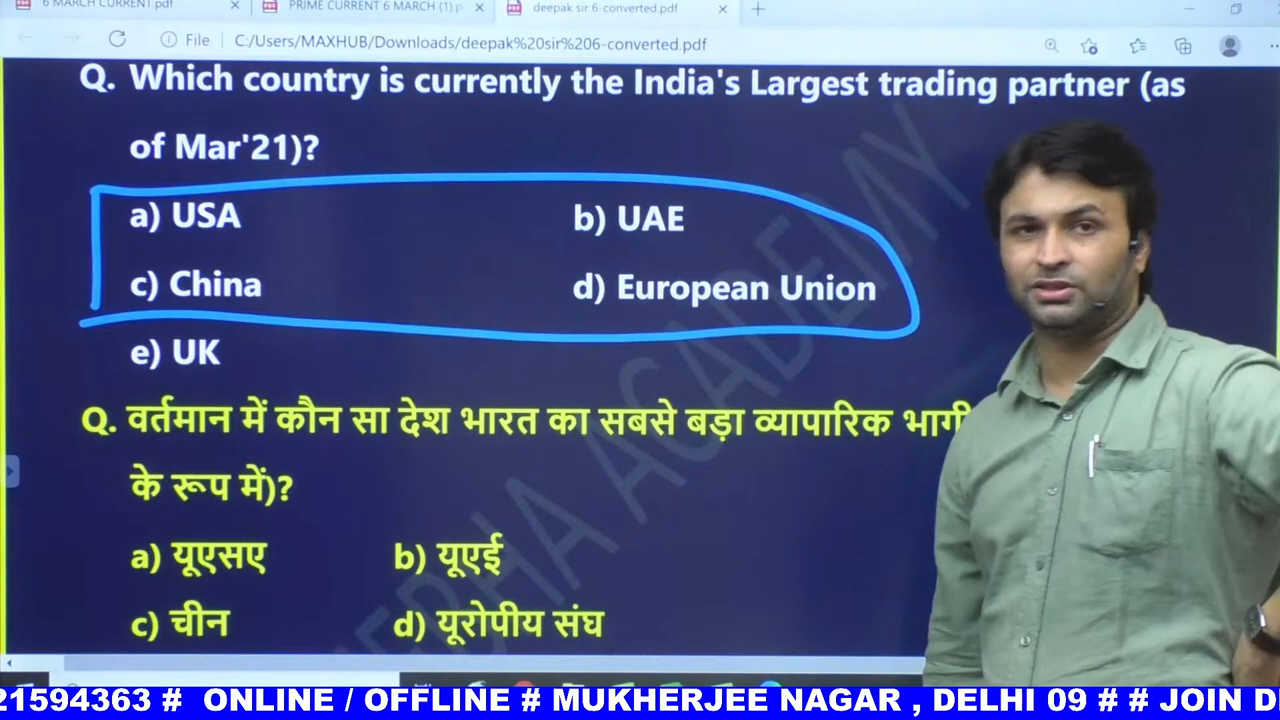 6 MARCH CURRENT.pdf
PRIME CURRENT 6 MARCH (1).p
deepak sir 6-converted.pdf
File
C:/Users/MAXHUB/Downloads/deepak%20sir%206-converted.pdf
Q. Which country is currently the India's Largest trading partner (as
of Mar'21)?
a) USA b) UAE
c) China d) European Union
e) UK
Q. वर्तमान में कौन सा देश भारत का सबसे बड़ा व्यापारिक भागी
के रूप में)?
a) यूएसए b) यूएई
c) चीन d) यूरोपीय संघ
ACADEMY
21594363 # ONLINE / OFFLINE # MUKHERJEE NAGAR , DELHI 09 # # JOIN D